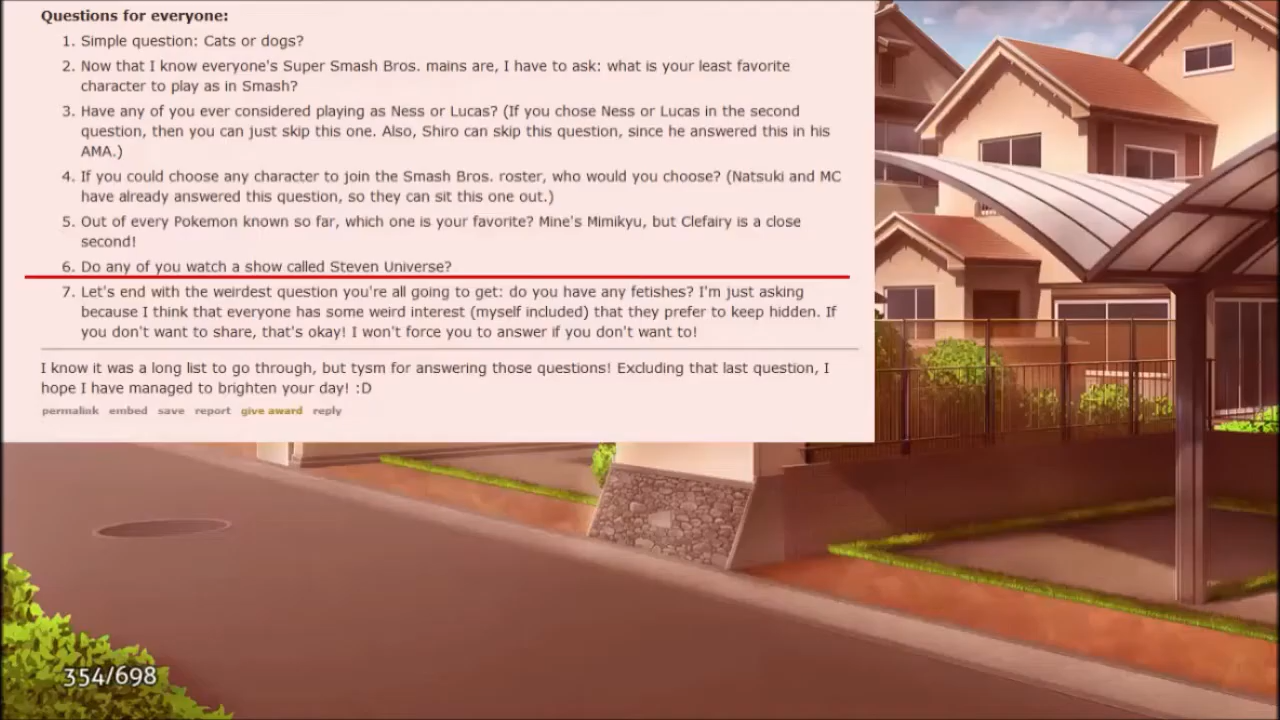 Questions for everyone:
1. Simple question: Cats or dogs?
2. Now that I know everyone's Super Smash Bros. mains are, I have to ask: what is your least favorite
character to play as in Smash?
3. Have any of you ever considered playing as Ness or Lucas? (If you chose Ness or Lucas in the second
question, then you can just skip this one. Also, Shiro can skip this question, since he answered this in his
AMA.)
4. If you could choose any character to join the Smash Bros. roster, who would you choose? (Natsuki and MC
have already answered this question, so they can sit this one out.)
5. Out of every Pokemon known so far, which one is your favorite? Mine's Mimikyu, but Clefairy is a close
second!
6. Do any of you watch a show called Steven Universe?
7. Let's end with the weirdest question you're all going to get: do you have any fetishes? I'm just asking
because I think that everyone has some weird interest (myself included) that they prefer to keep hidden. If
you don't want to share, that's okay! I won't force you to answer if you don't want to!
I know it was a long list to go through, but tysm for answering those questions! Excluding that last question, I
hope I have managed to brighten your day! :D
permalink embed save report give award reply
354/698